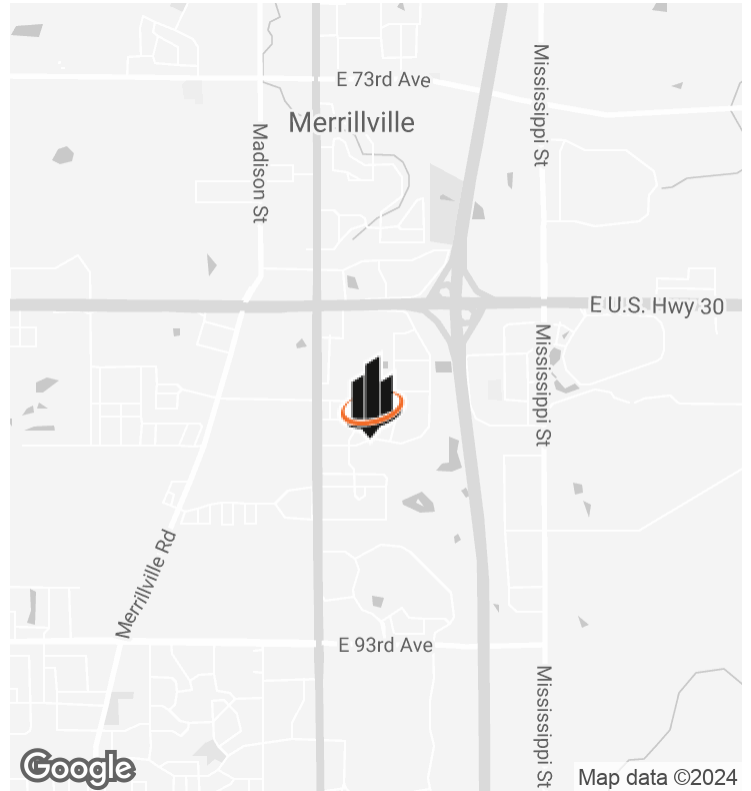 E 73rd Ave
Mississippi St
Merrillville
Madison St
E U.S. Hwy 30
Mississippi St
Merrillville Rd
E 93rd Ave
Mississippi St
Google
Map data ©2024